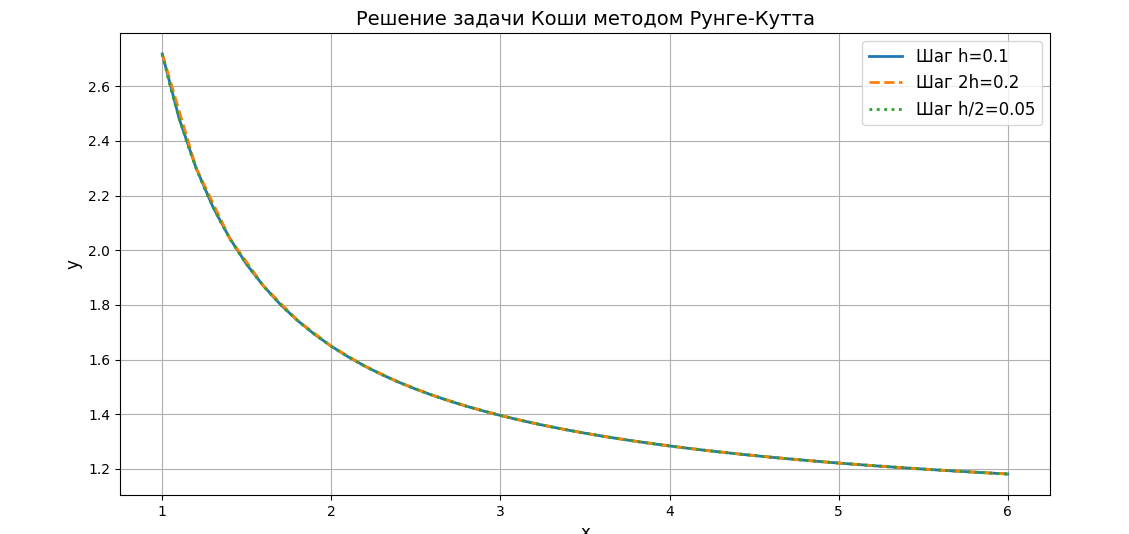 Решение задачи Коши методом Рунге-Кутта
Шаг h=0.1
Шаг 2h=0.2
Шаг h/2=0.05
y
2.6
2.4
2.2
2.0
1.8
1.6
1.4
1.2
1 2 3 4 5 6
x